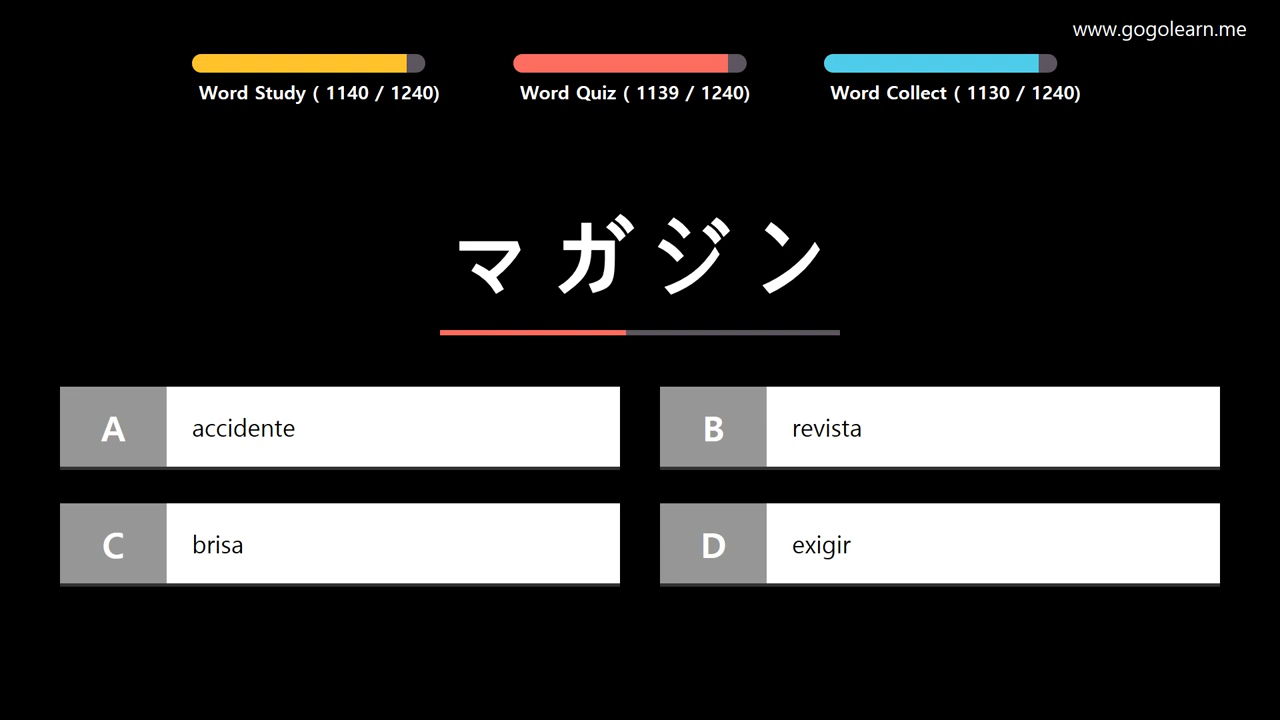 www.gogolearn.me
Word Study ( 1140 / 1240)
Word Quiz ( 1139 / 1240)
Word Collect ( 1130 / 1240)
マガジン
A accidente
B revista
C brisa
D exigir